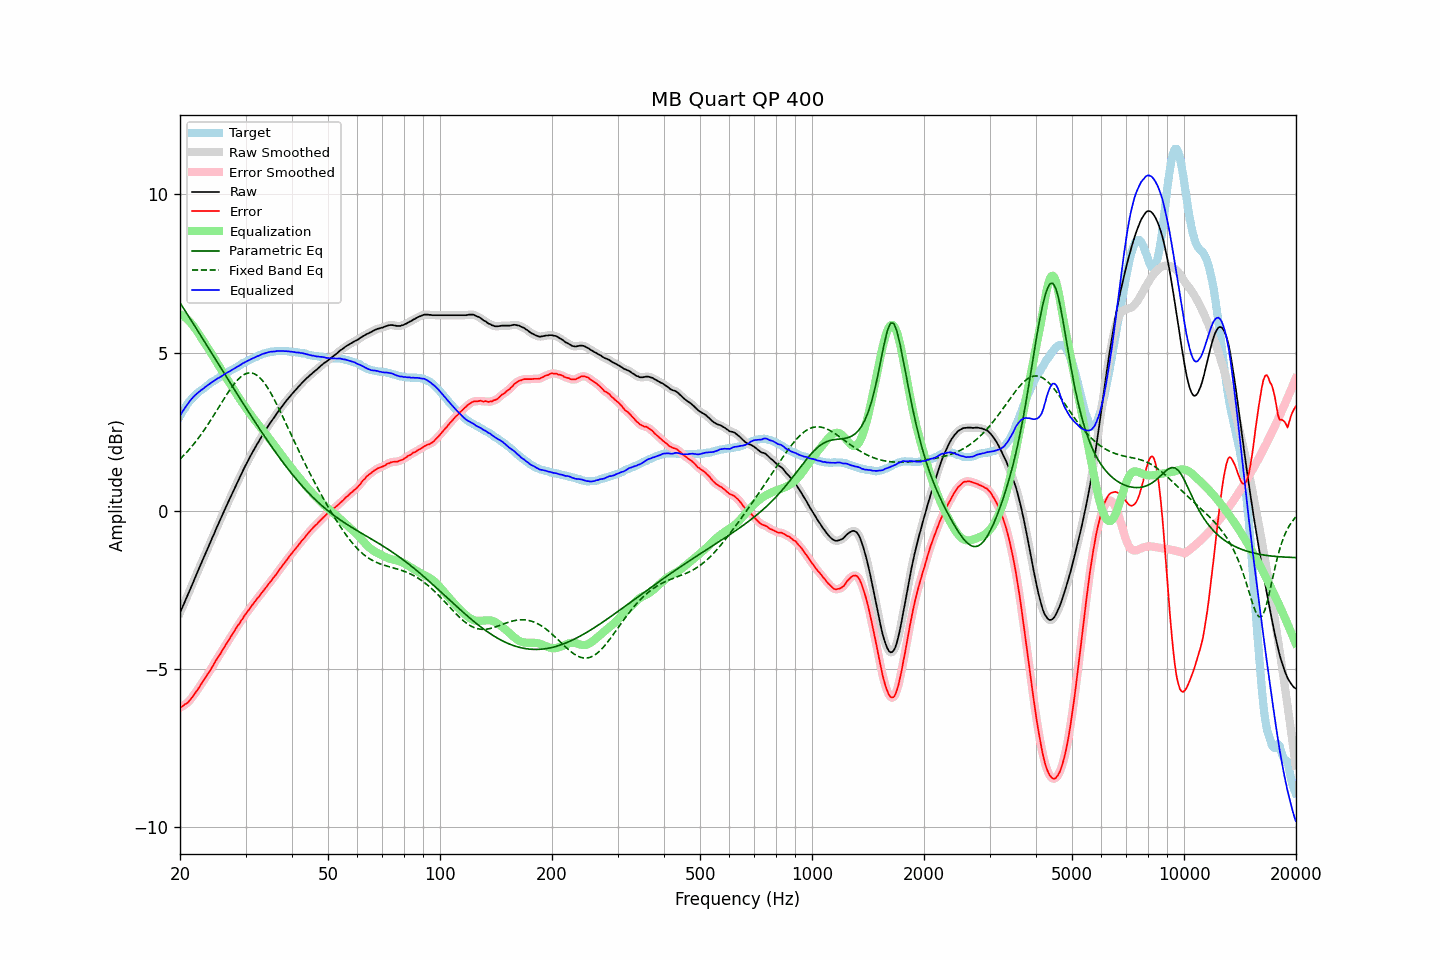 MB Quart QP 400
Target
Raw Smoothed
Error Smoothed
Raw
Error
Equalization
Parametric Eq
Fixed Band Eq
Equalized
Amplitude (dBr)
10
5
0
−5
−10
20 50 100 200 500 1000 2000 5000 10000 20000
Frequency (Hz)